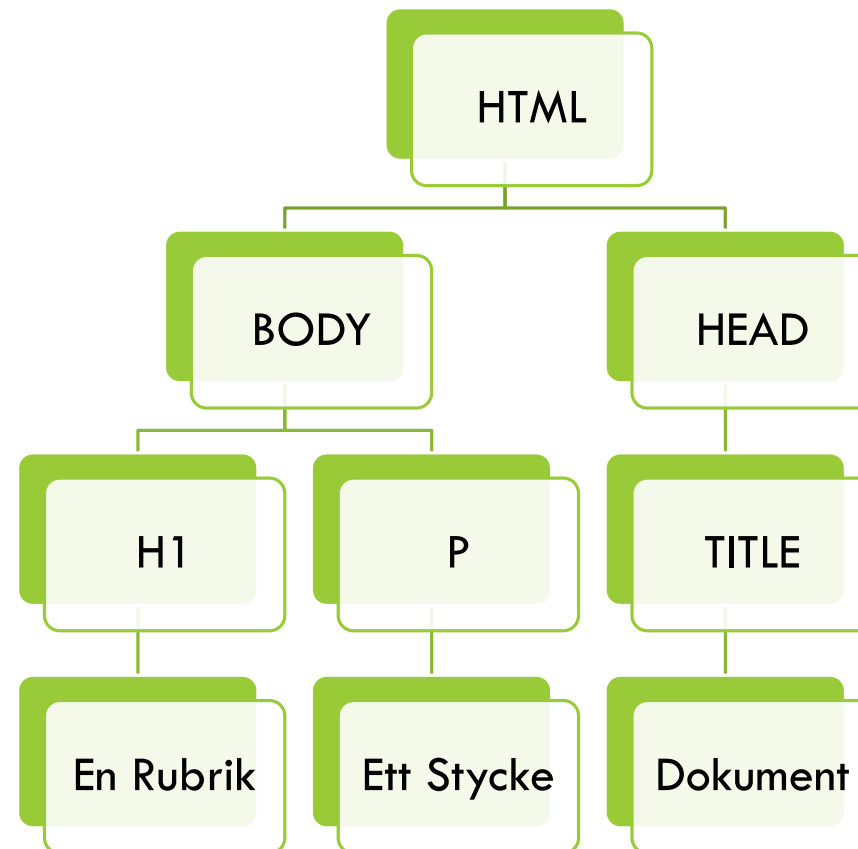 HTML
BODY
HEAD
H1
P
TITLE
En Rubrik
Ett Stycke
Dokument